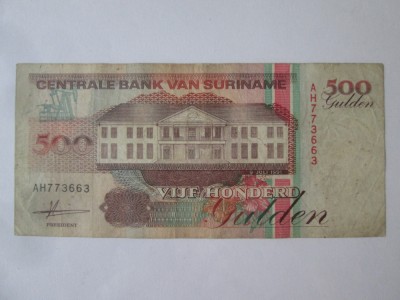 CENTRALE BANK VAN SURINAME
500
Gulden
AH773663
500
AH773663
VIJF HONDERD
Gulden
PRESIDENT